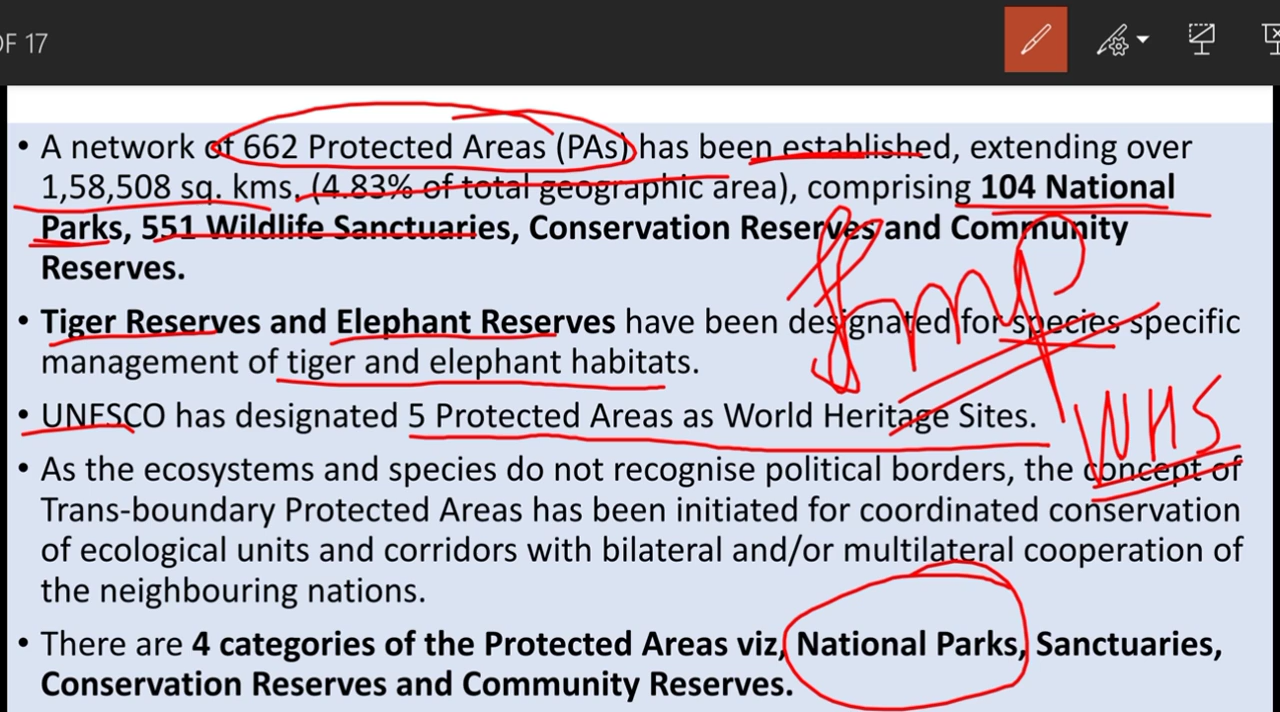 OF 17
• A network of 662 Protected Areas (PAs) has been established, extending over
1,58,508 sq. kms, (4.83% of total geographic area), comprising 104 National
Parks, 551 Wildlife Sanctuaries, Conservation Reserves and Community
Reserves.
• Tiger Reserves and Elephant Reserves have been designated for species specific
management of tiger and elephant habitats.
• UNESCO has designated 5 Protected Areas as World Heritage Sites.
WHS
• As the ecosystems and species do not recognise political borders, the concept of
Trans-boundary Protected Areas has been initiated for coordinated conservation
of ecological units and corridors with bilateral and/or multilateral cooperation of
the neighbouring nations.
• There are 4 categories of the Protected Areas viz, National Parks, Sanctuaries,
Conservation Reserves and Community Reserves.